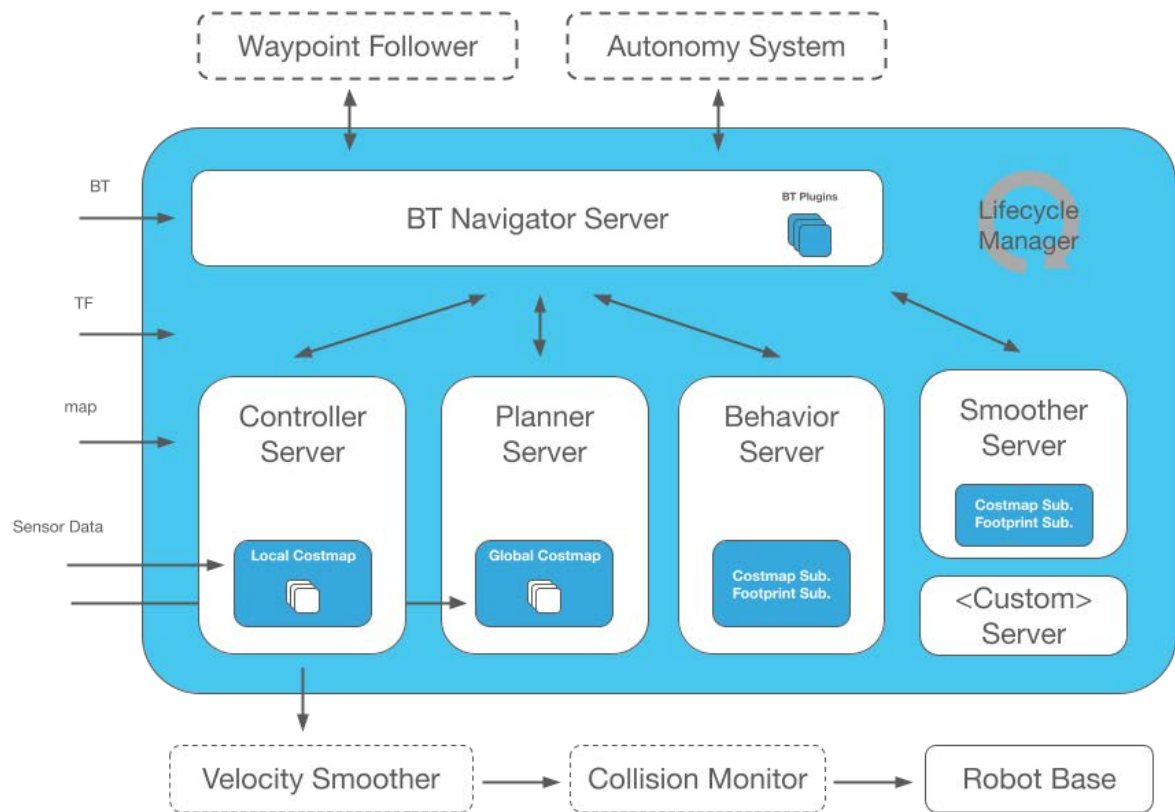 Waypoint Follower
Autonomy System
BT
BT Navigator Server
BT Plugins
Lifecycle
Manager
TF
map
Sensor Data
Controller
Server
Local Costmap
Planner
Server
Global Costmap
Behavior
Server
Costmap Sub.
Footprint Sub.
Smoother
Server
Costmap Sub.
Footprint Sub.
<Custom>
Server
Velocity Smoother
Collision Monitor
Robot Base